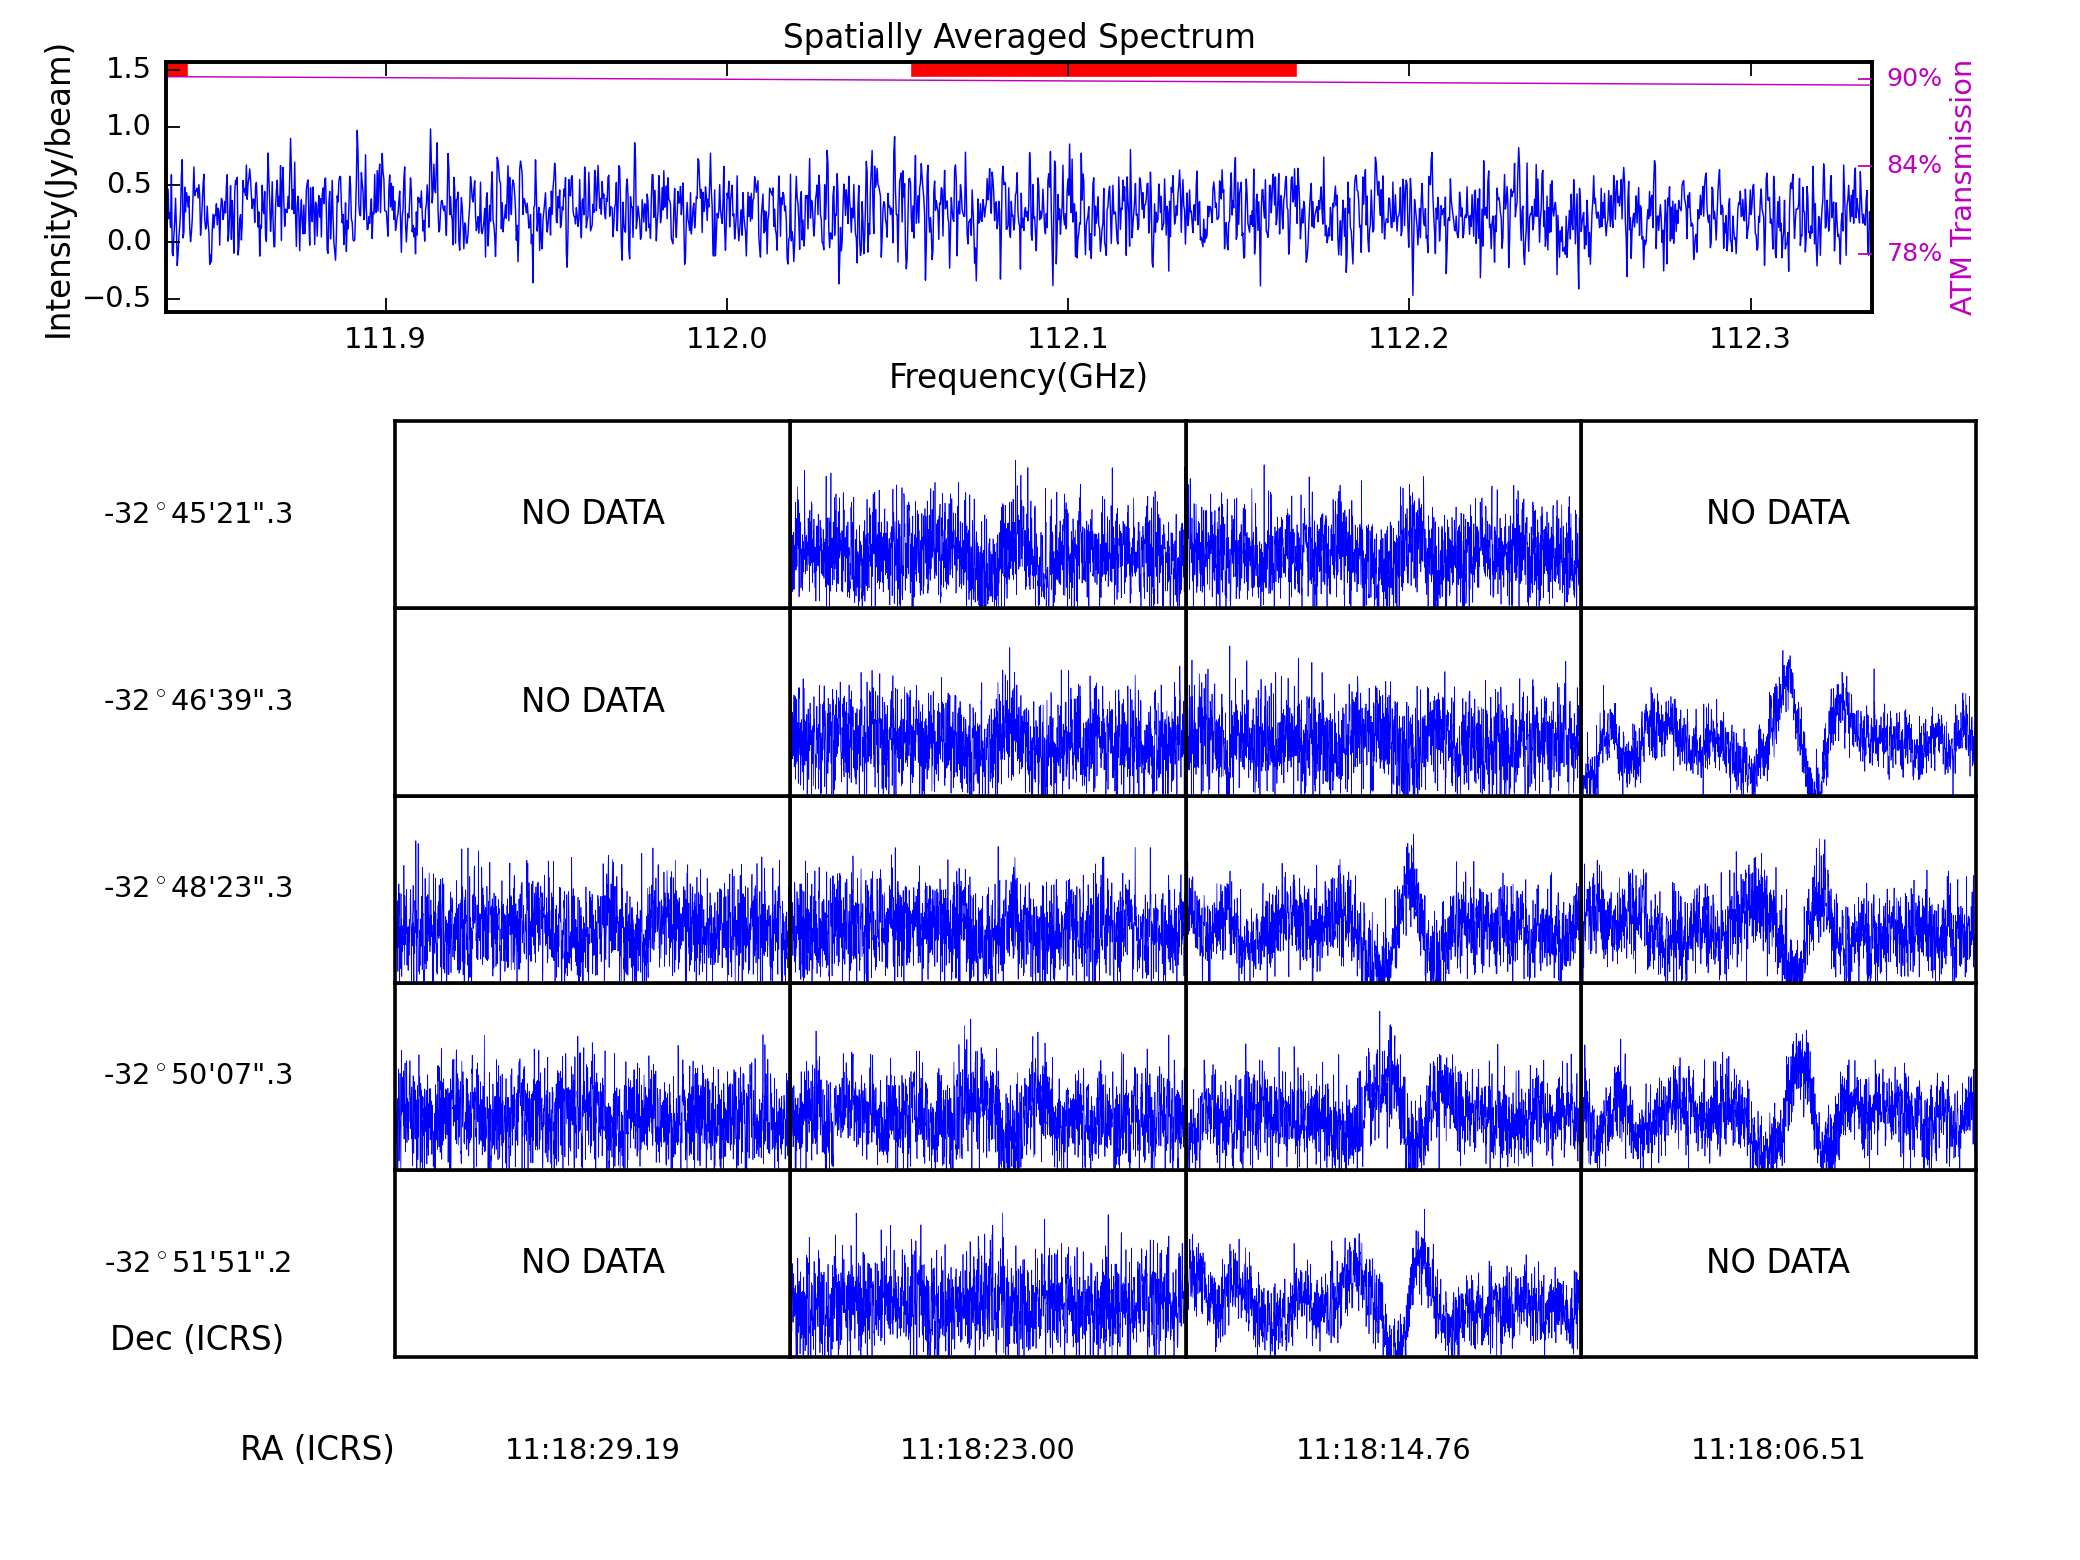 Spatially Averaged Spectrum
Intensity(Jy/beam)
1.5
1.0
0.5
0.0
−0.5
90%
84%
78%
ATM Transmission
111.9 112.0 112.1 112.2 112.3
Frequency(GHz)
-32°45'21".3 NO DATA NO DATA
-32°46'39".3 NO DATA
-32°48'23".3
-32°50'07".3
-32°51'51".2 NO DATA NO DATA
Dec (ICRS)
RA (ICRS) 11:18:29.19 11:18:23.00 11:18:14.76 11:18:06.51